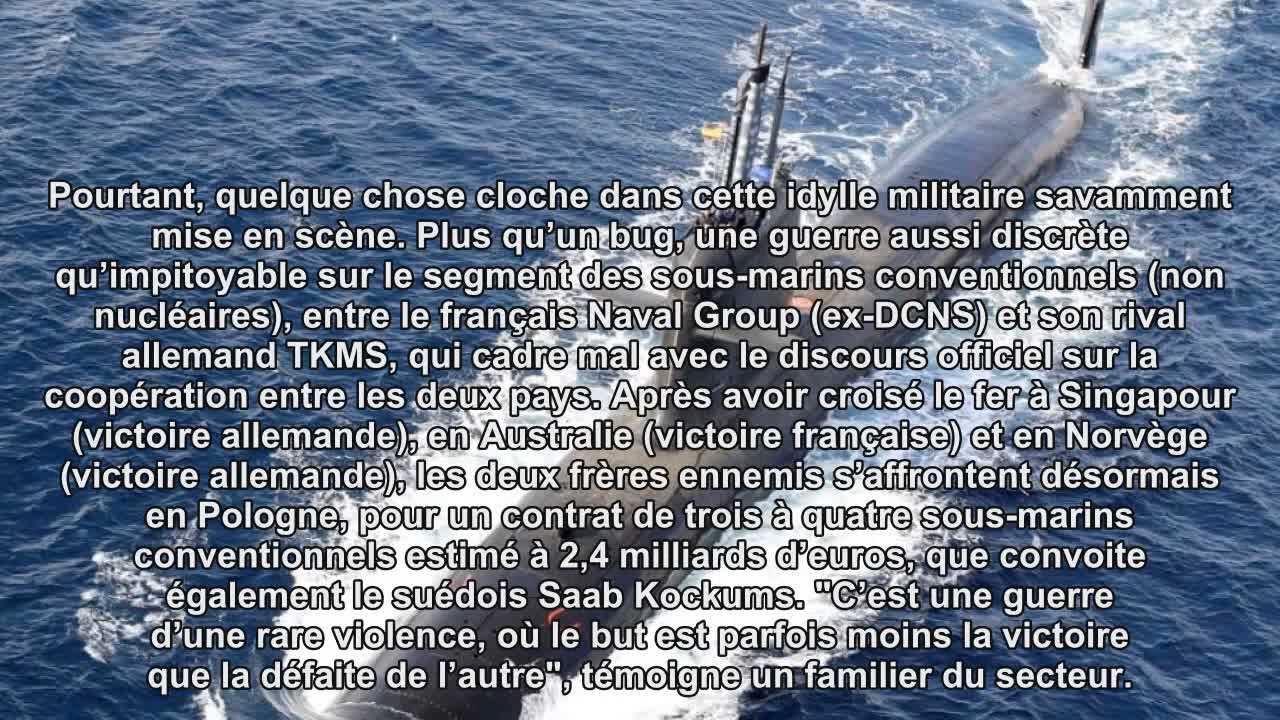 Pourtant, quelque chose cloche dans cette idylle militaire savamment
mise en scène. Plus qu’un bug, une guerre aussi discrète
qu’impitoyable sur le segment des sous-marins conventionnels (non
nucléaires), entre le français Naval Group (ex-DCNS) et son rival
allemand TKMS, qui cadre mal avec le discours officiel sur la
coopération entre les deux pays. Après avoir croisé le fer à Singapour
(victoire allemande), en Australie (victoire française) et en Norvège
(victoire allemande), les deux frères ennemis s’affrontent désormais
en Pologne, pour un contrat de trois à quatre sous-marins
conventionnels estimé à 2,4 milliards d’euros, que convoite
également le suédois Saab Kockums. "C’est une guerre
d’une rare violence, où le but est parfois moins la victoire
que la défaite de l’autre", témoigne un familier du secteur.